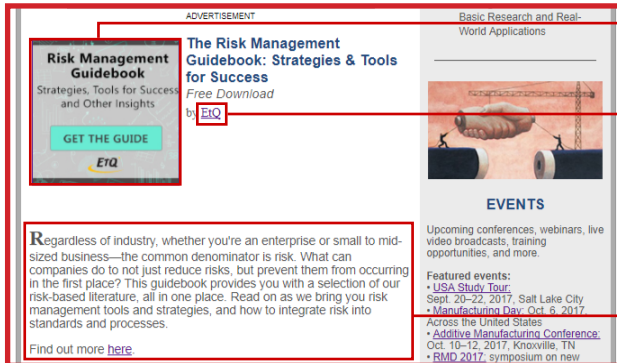 ADVERTISEMENT
Risk Management
Guidebook
Strategies, Tools for Success
and Other Insights
GET THE GUIDE
EtQ
The Risk Management
Guidebook: Strategies & Tools
for Success
Free Download
by EtQ
Regardless of industry, whether you're an enterprise or small to mid-
sized business—the common denominator is risk. What can
companies do to not just reduce risks, but prevent them from occurring
in the first place? This guidebook provides you with a selection of our
risk-based literature, all in one place. Read on as we bring you risk
management tools and strategies, and how to integrate risk into
standards and processes.
Find out more here.
Basic Research and Real-
World Applications
EVENTS
Upcoming conferences, webinars, live
video broadcasts, training
opportunities, and more.
Featured events:
• USA Study Tour:
Sept. 20–22, 2017, Salt Lake City
• Manufacturing Day: Oct. 6, 2017,
Across the United States
• Additive Manufacturing Conference:
Oct. 10–12, 2017, Knoxville, TN
• RMD 2017: symposium on new